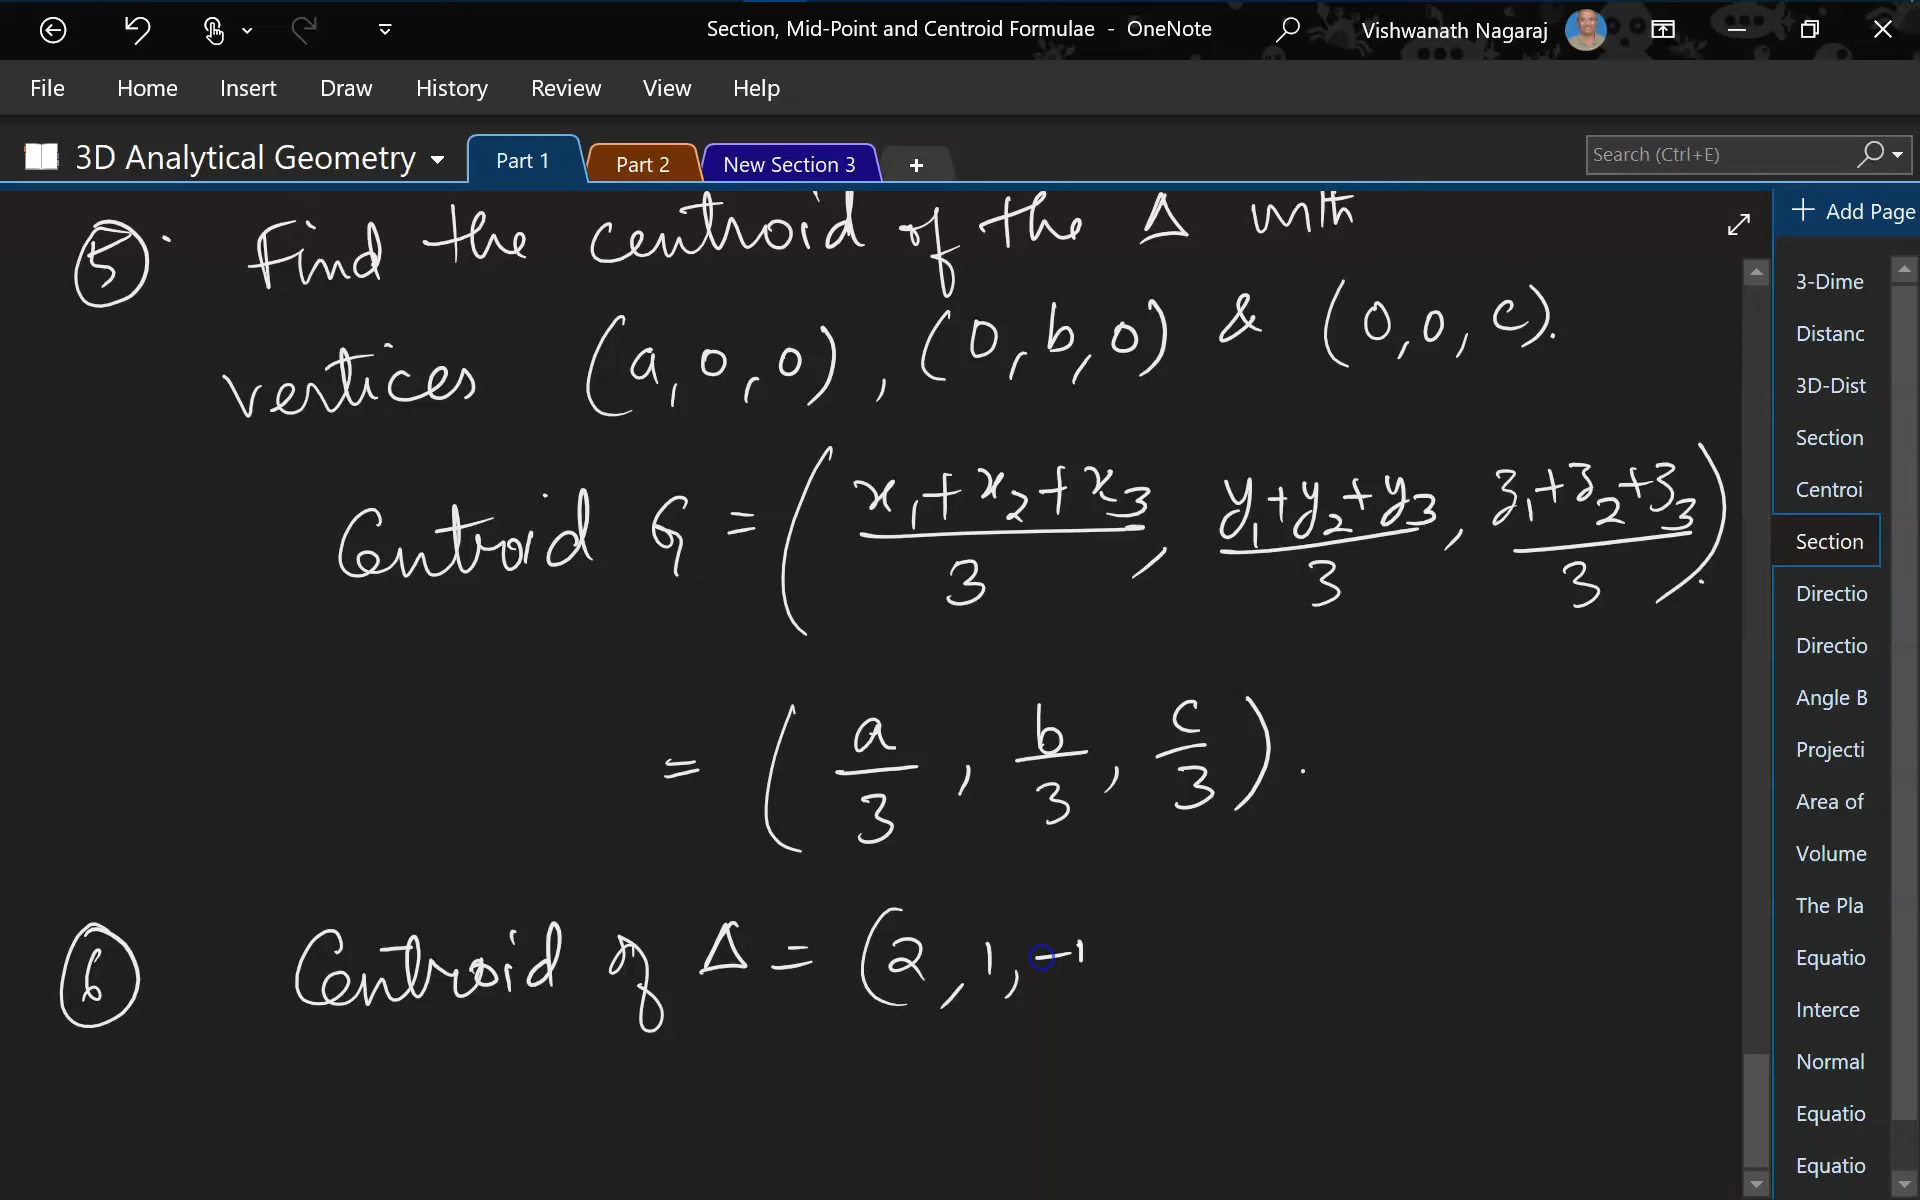 Section, Mid-Point and Centroid Formulae - OneNote
Vishwanath Nagaraj
File Home Insert Draw History Review View Help
3D Analytical Geometry
Part 1
Part 2
New Section 3
+
Search (Ctrl+E)
+ Add Page
5. Find the centroid of the Δ with
vertices (a, 0, 0), (0, b, 0) & (0, 0, c).
Centroid G = ( x₁+x₂+x₃ / 3 , y₁+y₂+y₃ / 3 , z₁+z₂+z₃ / 3 ).
= ( a/3 , b/3 , c/3 ).
6 Centroid of Δ = (2, 1, -1
3-Dime
Distanc
3D-Dist
Section
Centroi
Section
Directio
Directio
Angle B
Projecti
Area of
Volume
The Pla
Equatio
Interce
Normal
Equatio
Equatio